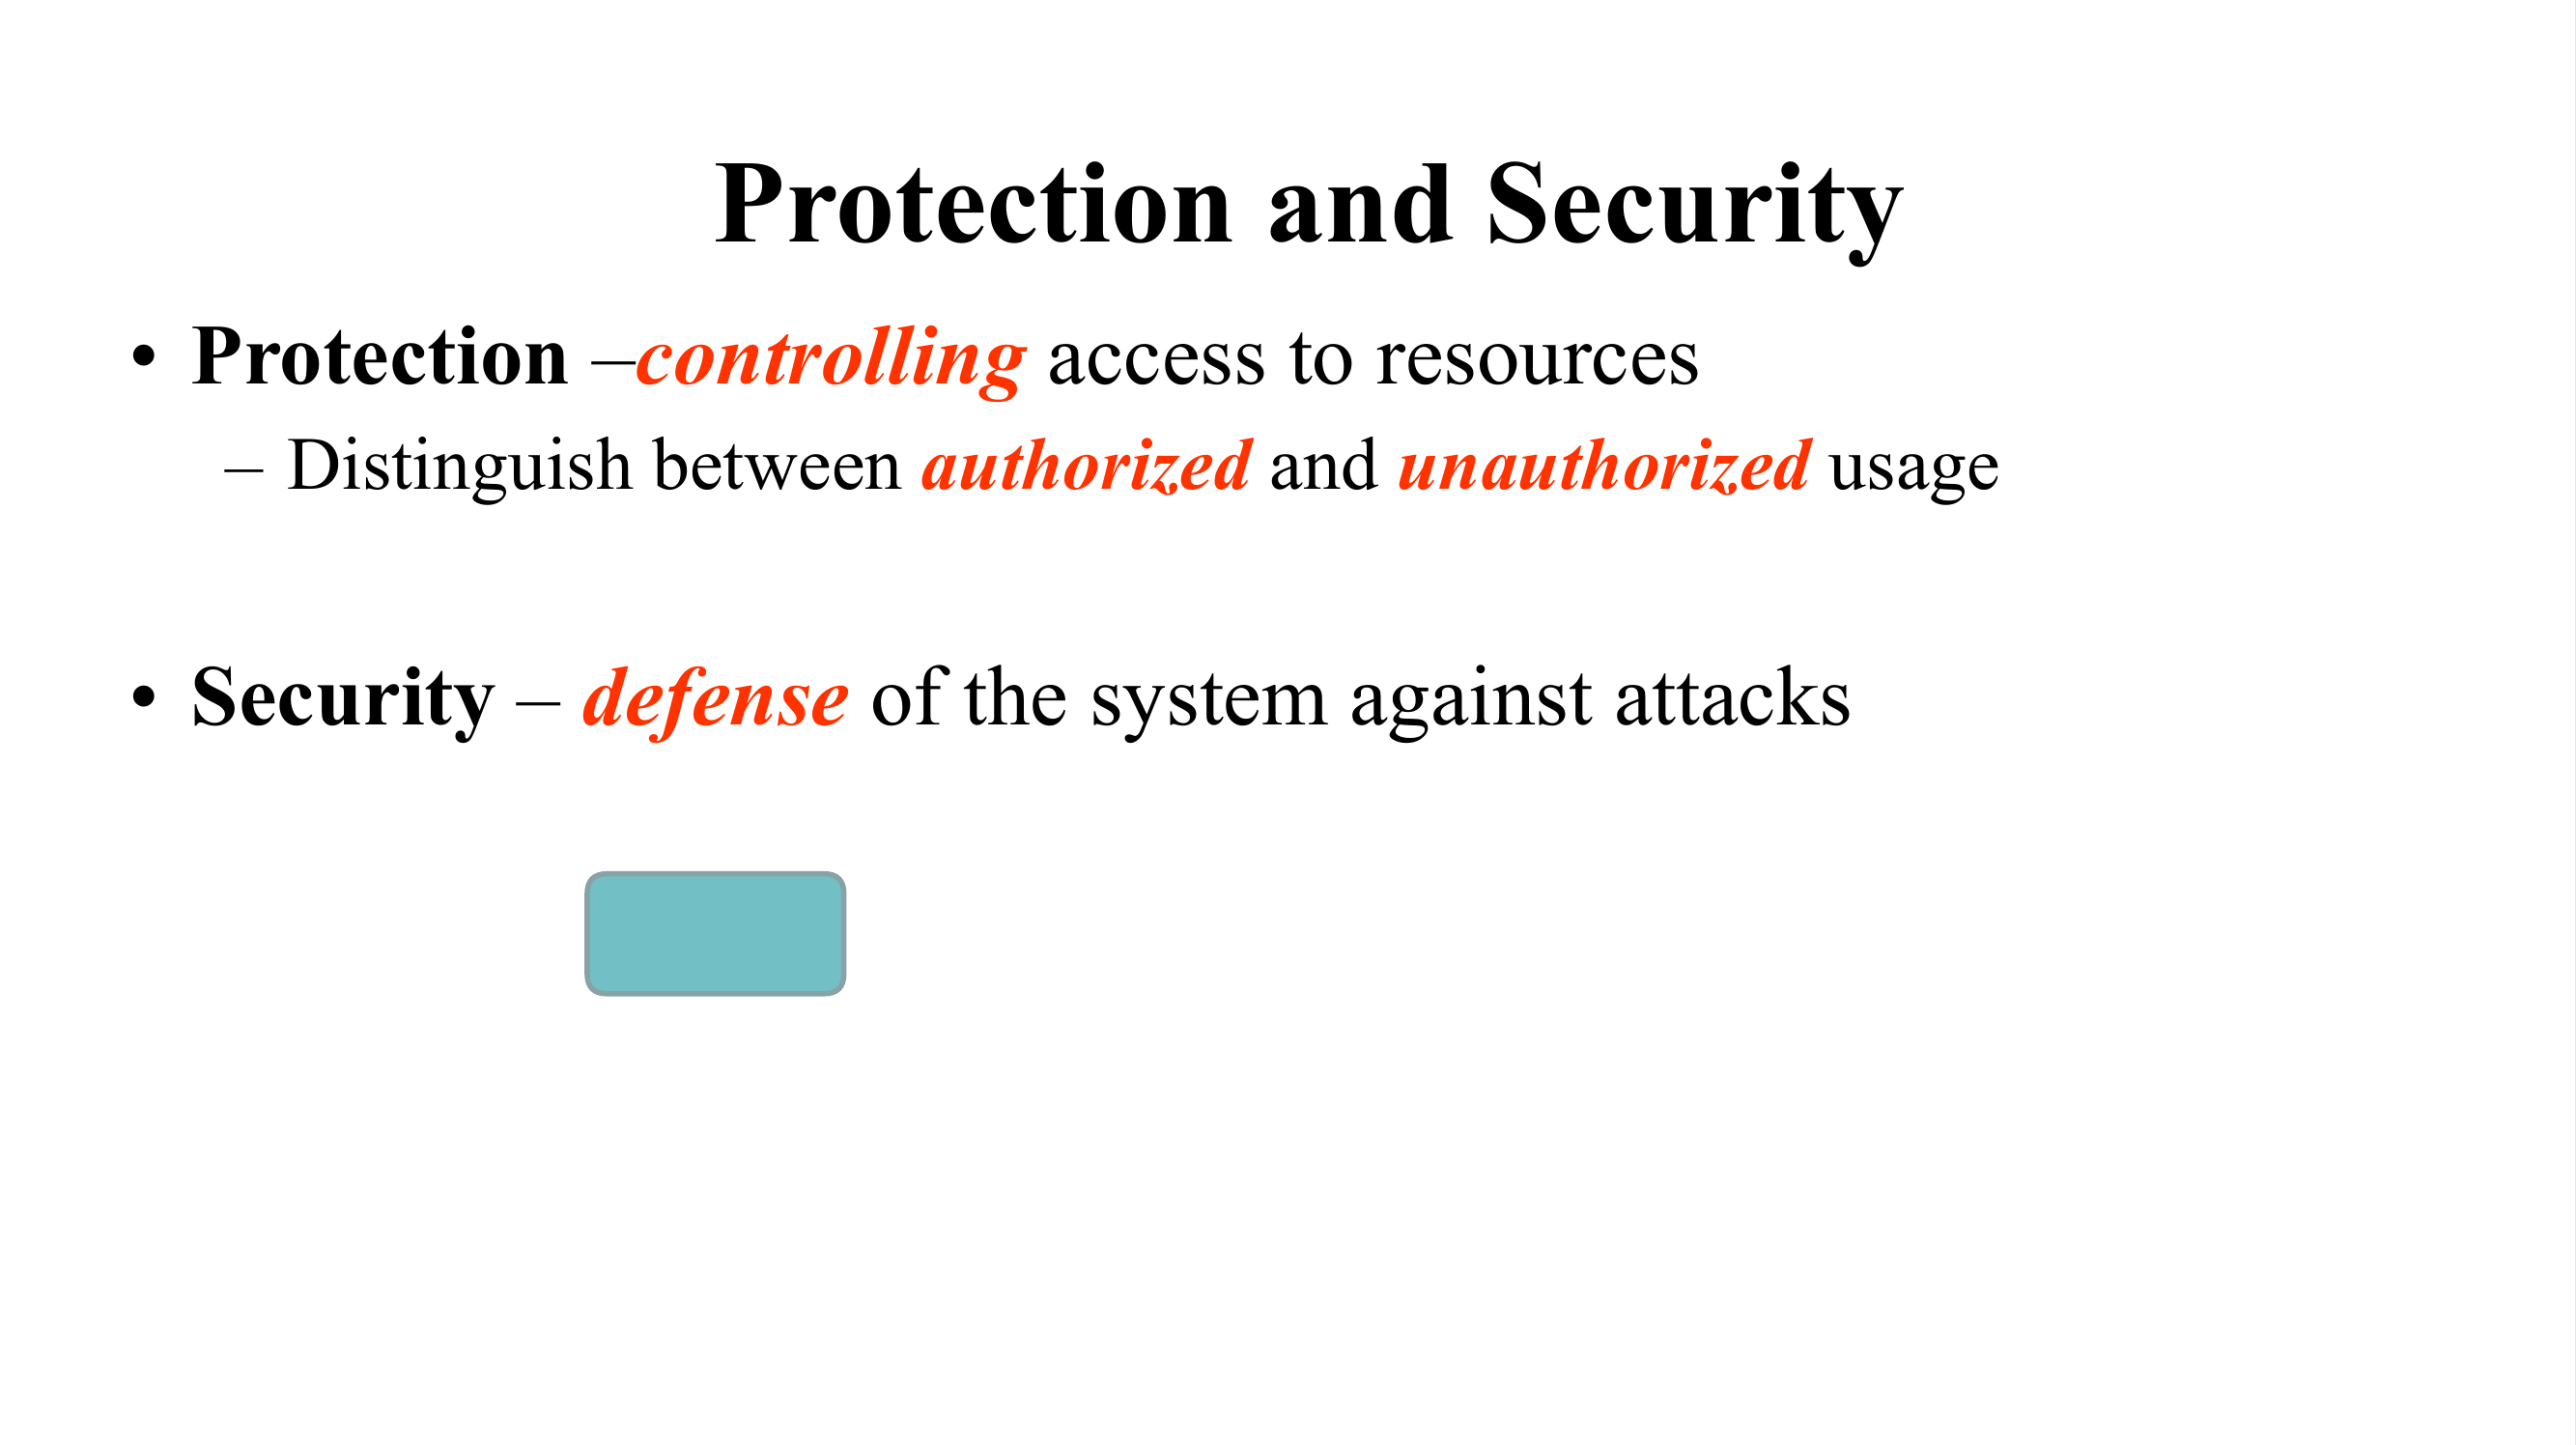 Protection and Security
• Protection –controlling access to resources
– Distinguish between authorized and unauthorized usage
• Security – defense of the system against attacks